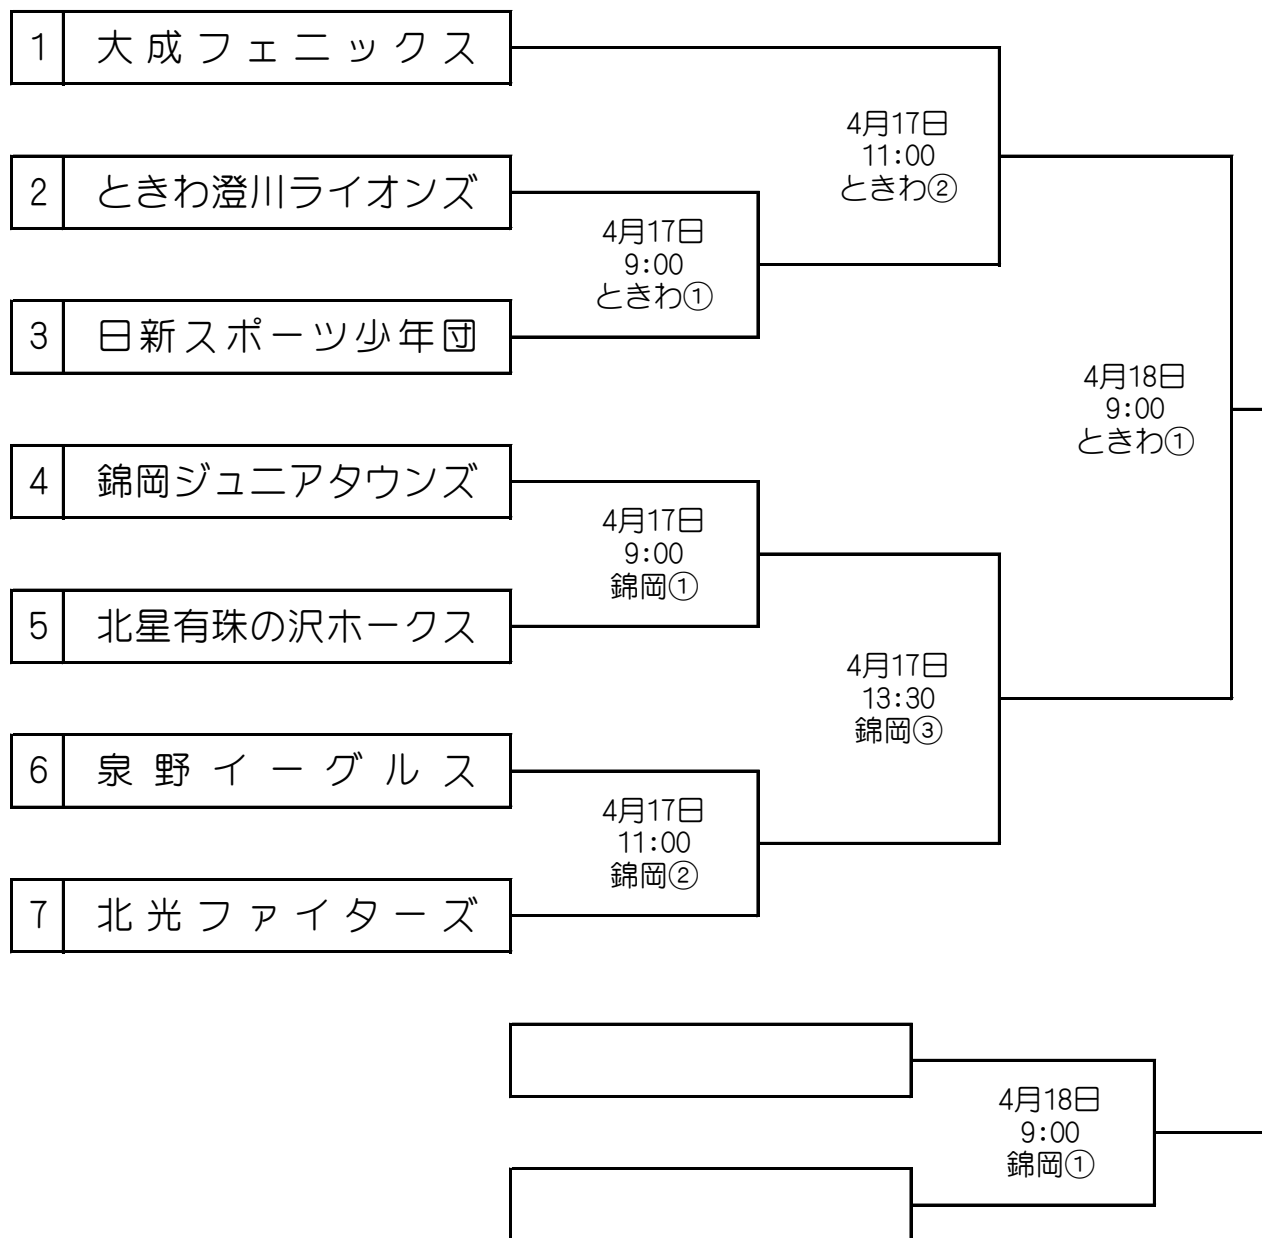 1 大成フェニックス
4月17日
11:00
ときわ②
2 ときわ澄川ライオンズ
4月17日
9:00
ときわ①
3 日新スポーツ少年団
4月18日
9:00
ときわ①
4 錦岡ジュニアタウンズ
4月17日
9:00
錦岡①
5 北星有珠の沢ホークス
4月17日
13:30
錦岡③
6 泉野イーグルス
4月17日
11:00
錦岡②
7 北光ファイターズ
4月18日
9:00
錦岡①